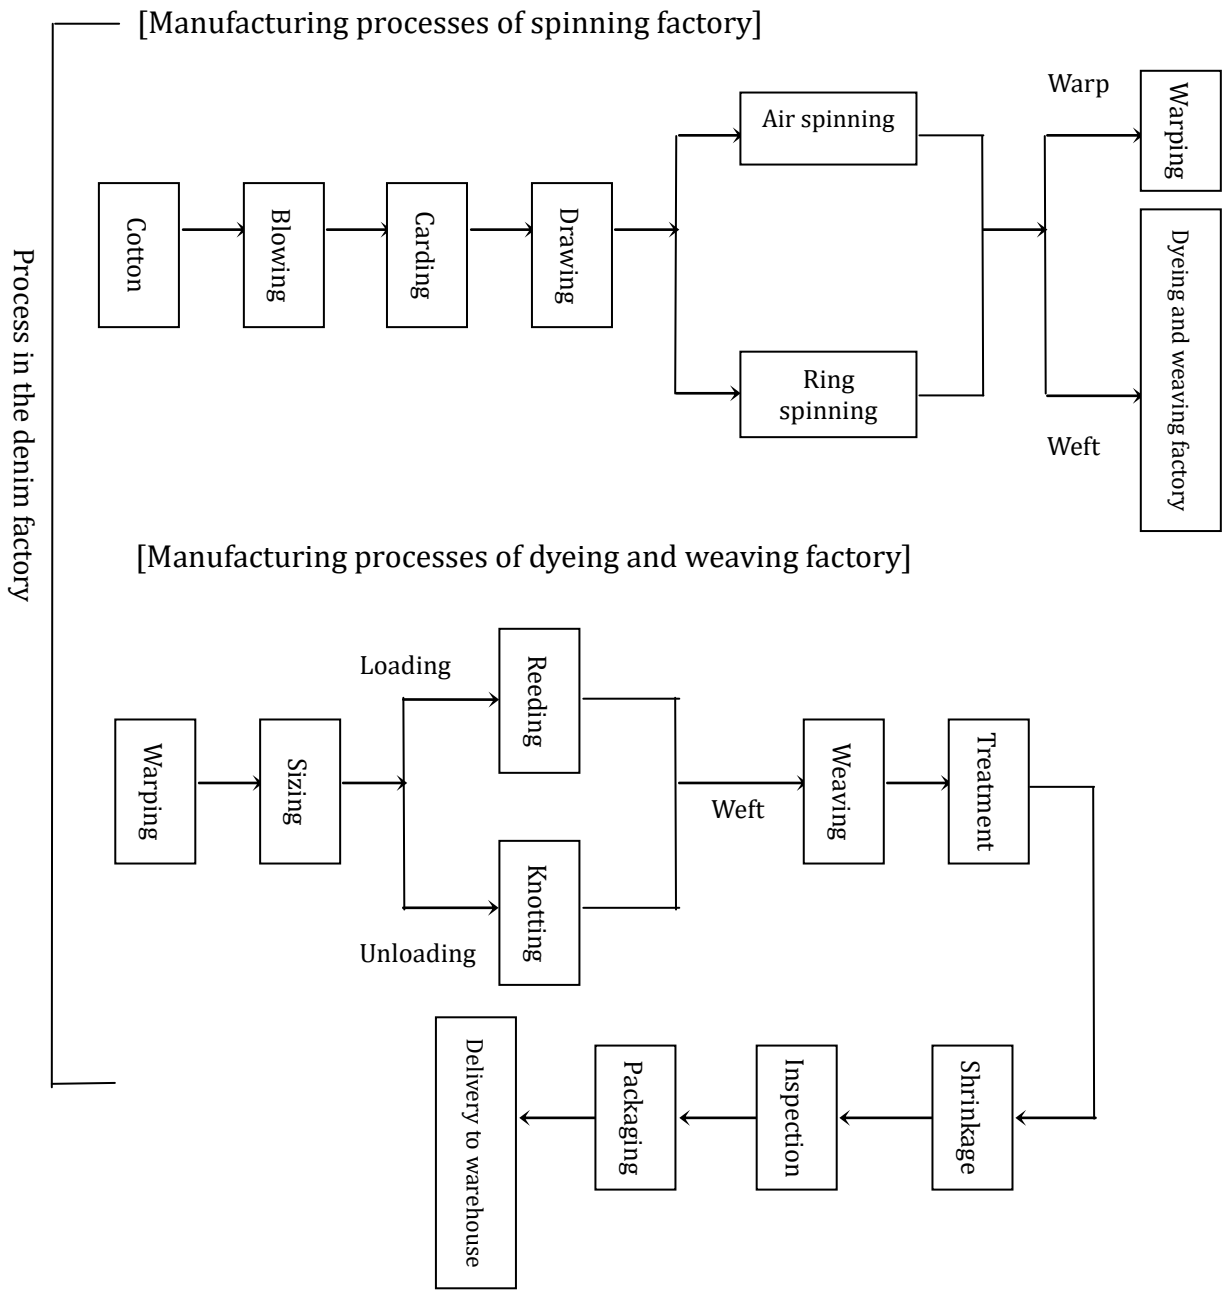 [Manufacturing processes of spinning factory]
Process in the denim factory
Cotton
Blowing
Carding
Drawing
Air spinning
Ring
spinning
Warp
Weft
Warping
Dyeing and weaving factory
[Manufacturing processes of dyeing and weaving factory]
Warping
Sizing
Loading
Unloading
Reeding
Knotting
Weft
Weaving
Treatment
Shrinkage
Inspection
Packaging
Delivery to warehouse